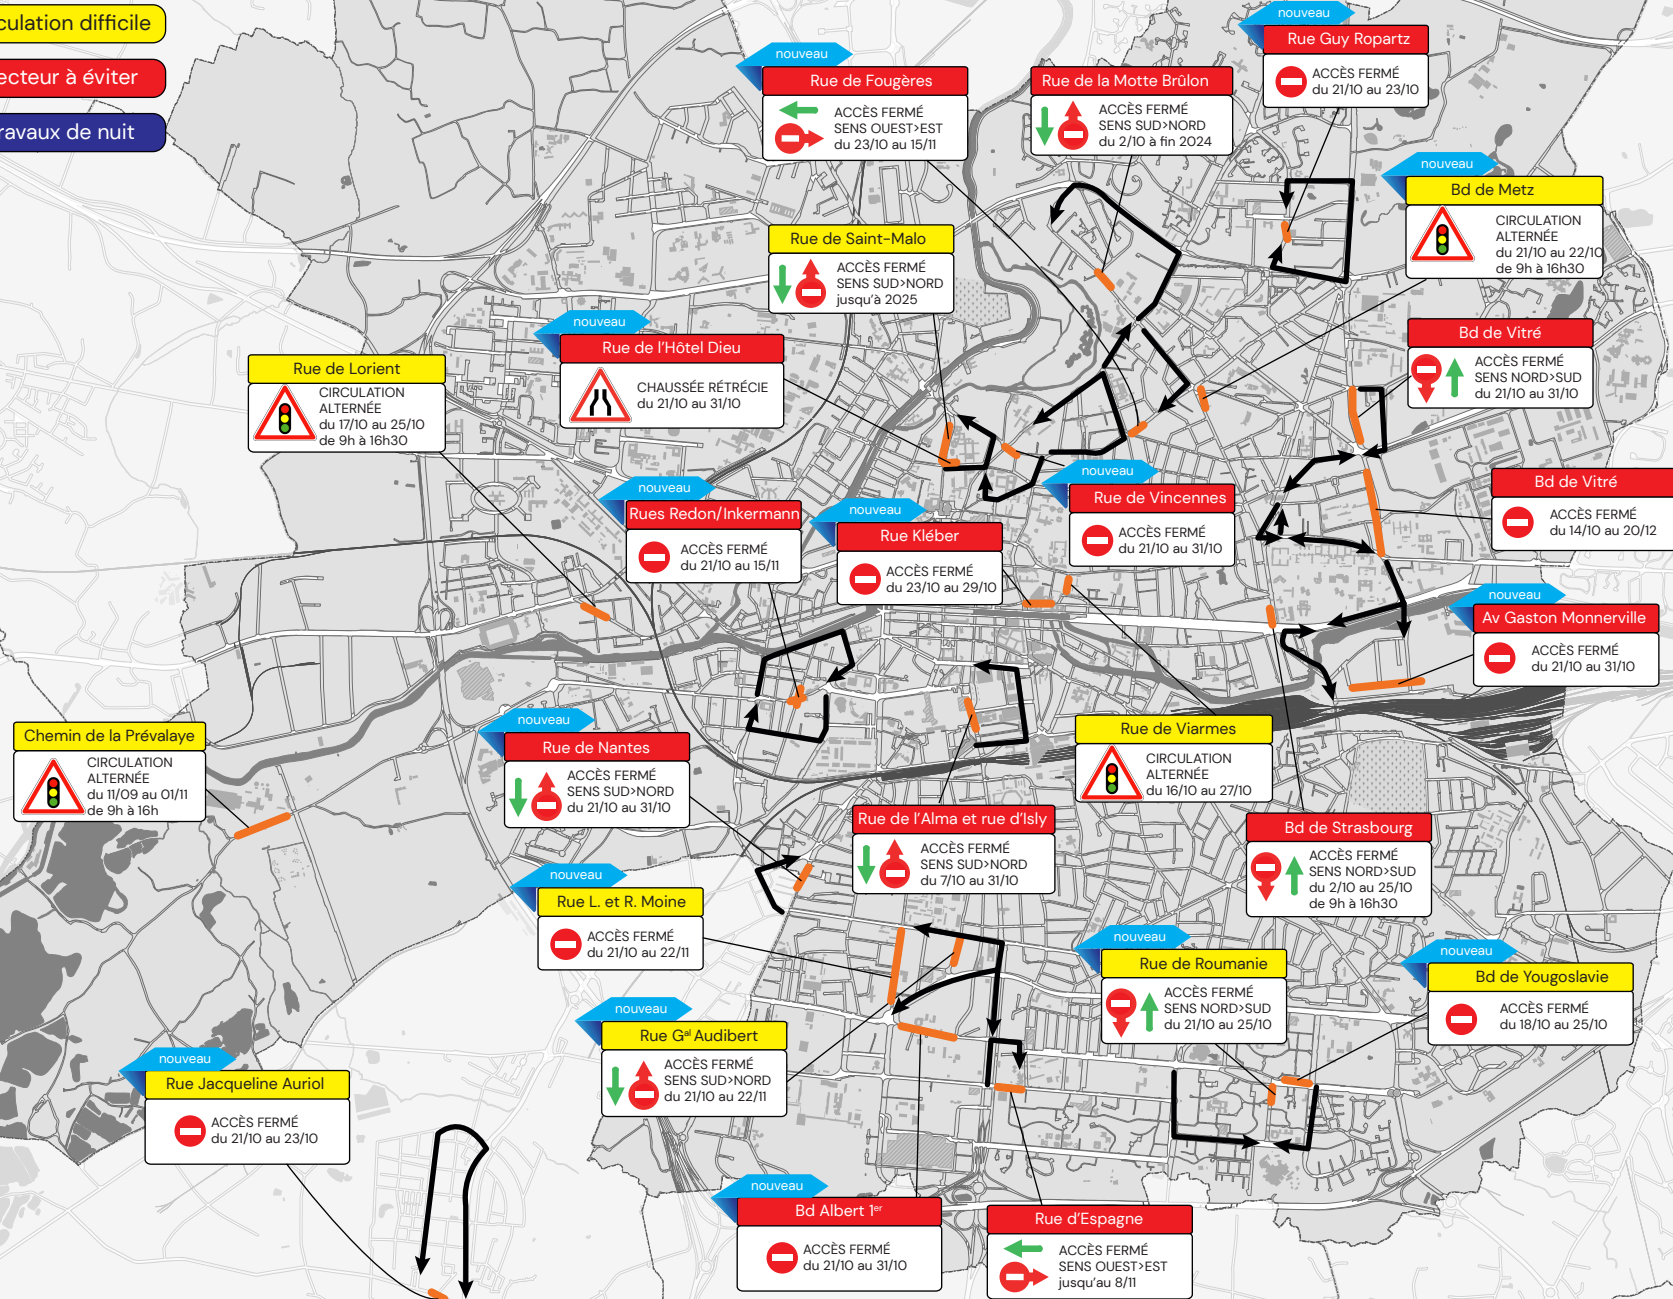 culation difficile
ecteur à éviter
ravaux de nuit
nouveau
Rue Guy Ropartz
ACCÈS FERMÉ
du 21/10 au 23/10
nouveau
Rue de Fougères
ACCÈS FERMÉ
SENS OUEST>EST
du 23/10 au 15/11
Rue de la Motte Brûlon
ACCÈS FERMÉ
SENS SUD>NORD
du 2/10 à fin 2024
nouveau
Bd de Metz
CIRCULATION
ALTERNÉE
du 21/10 au 22/10
de 9h à 16h30
Rue de Saint-Malo
ACCÈS FERMÉ
SENS SUD>NORD
jusqu'à 2025
nouveau
Rue de l'Hôtel Dieu
CHAUSSÉE RÉTRÉCIE
du 21/10 au 31/10
Bd de Vitré
ACCÈS FERMÉ
SENS NORD>SUD
du 21/10 au 31/10
Rue de Lorient
CIRCULATION
ALTERNÉE
du 17/10 au 25/10
de 9h à 16h30
nouveau
Rue de Vincennes
ACCÈS FERMÉ
du 21/10 au 31/10
Bd de Vitré
ACCÈS FERMÉ
du 14/10 au 20/12
nouveau
Rues Redon/Inkermann
ACCÈS FERMÉ
du 21/10 au 15/11
nouveau
Rue Kléber
ACCÈS FERMÉ
du 23/10 au 29/10
nouveau
Av Gaston Monnerville
ACCÈS FERMÉ
du 21/10 au 31/10
Chemin de la Prévalaye
CIRCULATION
ALTERNÉE
du 11/09 au 01/11
de 9h à 16h
nouveau
Rue de Nantes
ACCÈS FERMÉ
SENS SUD>NORD
du 21/10 au 31/10
Rue de Viarmes
CIRCULATION
ALTERNÉE
du 16/10 au 27/10
Rue de l'Alma et rue d'Isly
ACCÈS FERMÉ
SENS SUD>NORD
du 7/10 au 31/10
Bd de Strasbourg
ACCÈS FERMÉ
SENS NORD>SUD
du 2/10 au 25/10
de 9h à 16h30
nouveau
Rue L. et R. Moine
ACCÈS FERMÉ
du 21/10 au 22/11
nouveau
Rue de Roumanie
ACCÈS FERMÉ
SENS NORD>SUD
du 21/10 au 25/10
nouveau
Bd de Yougoslavie
ACCÈS FERMÉ
du 18/10 au 25/10
nouveau
Rue Gal Audibert
ACCÈS FERMÉ
SENS SUD>NORD
du 21/10 au 22/11
nouveau
Rue Jacqueline Auriol
ACCÈS FERMÉ
du 21/10 au 23/10
nouveau
Bd Albert 1er
ACCÈS FERMÉ
du 21/10 au 31/10
Rue d'Espagne
ACCÈS FERMÉ
SENS OUEST>EST
jusqu'au 8/11